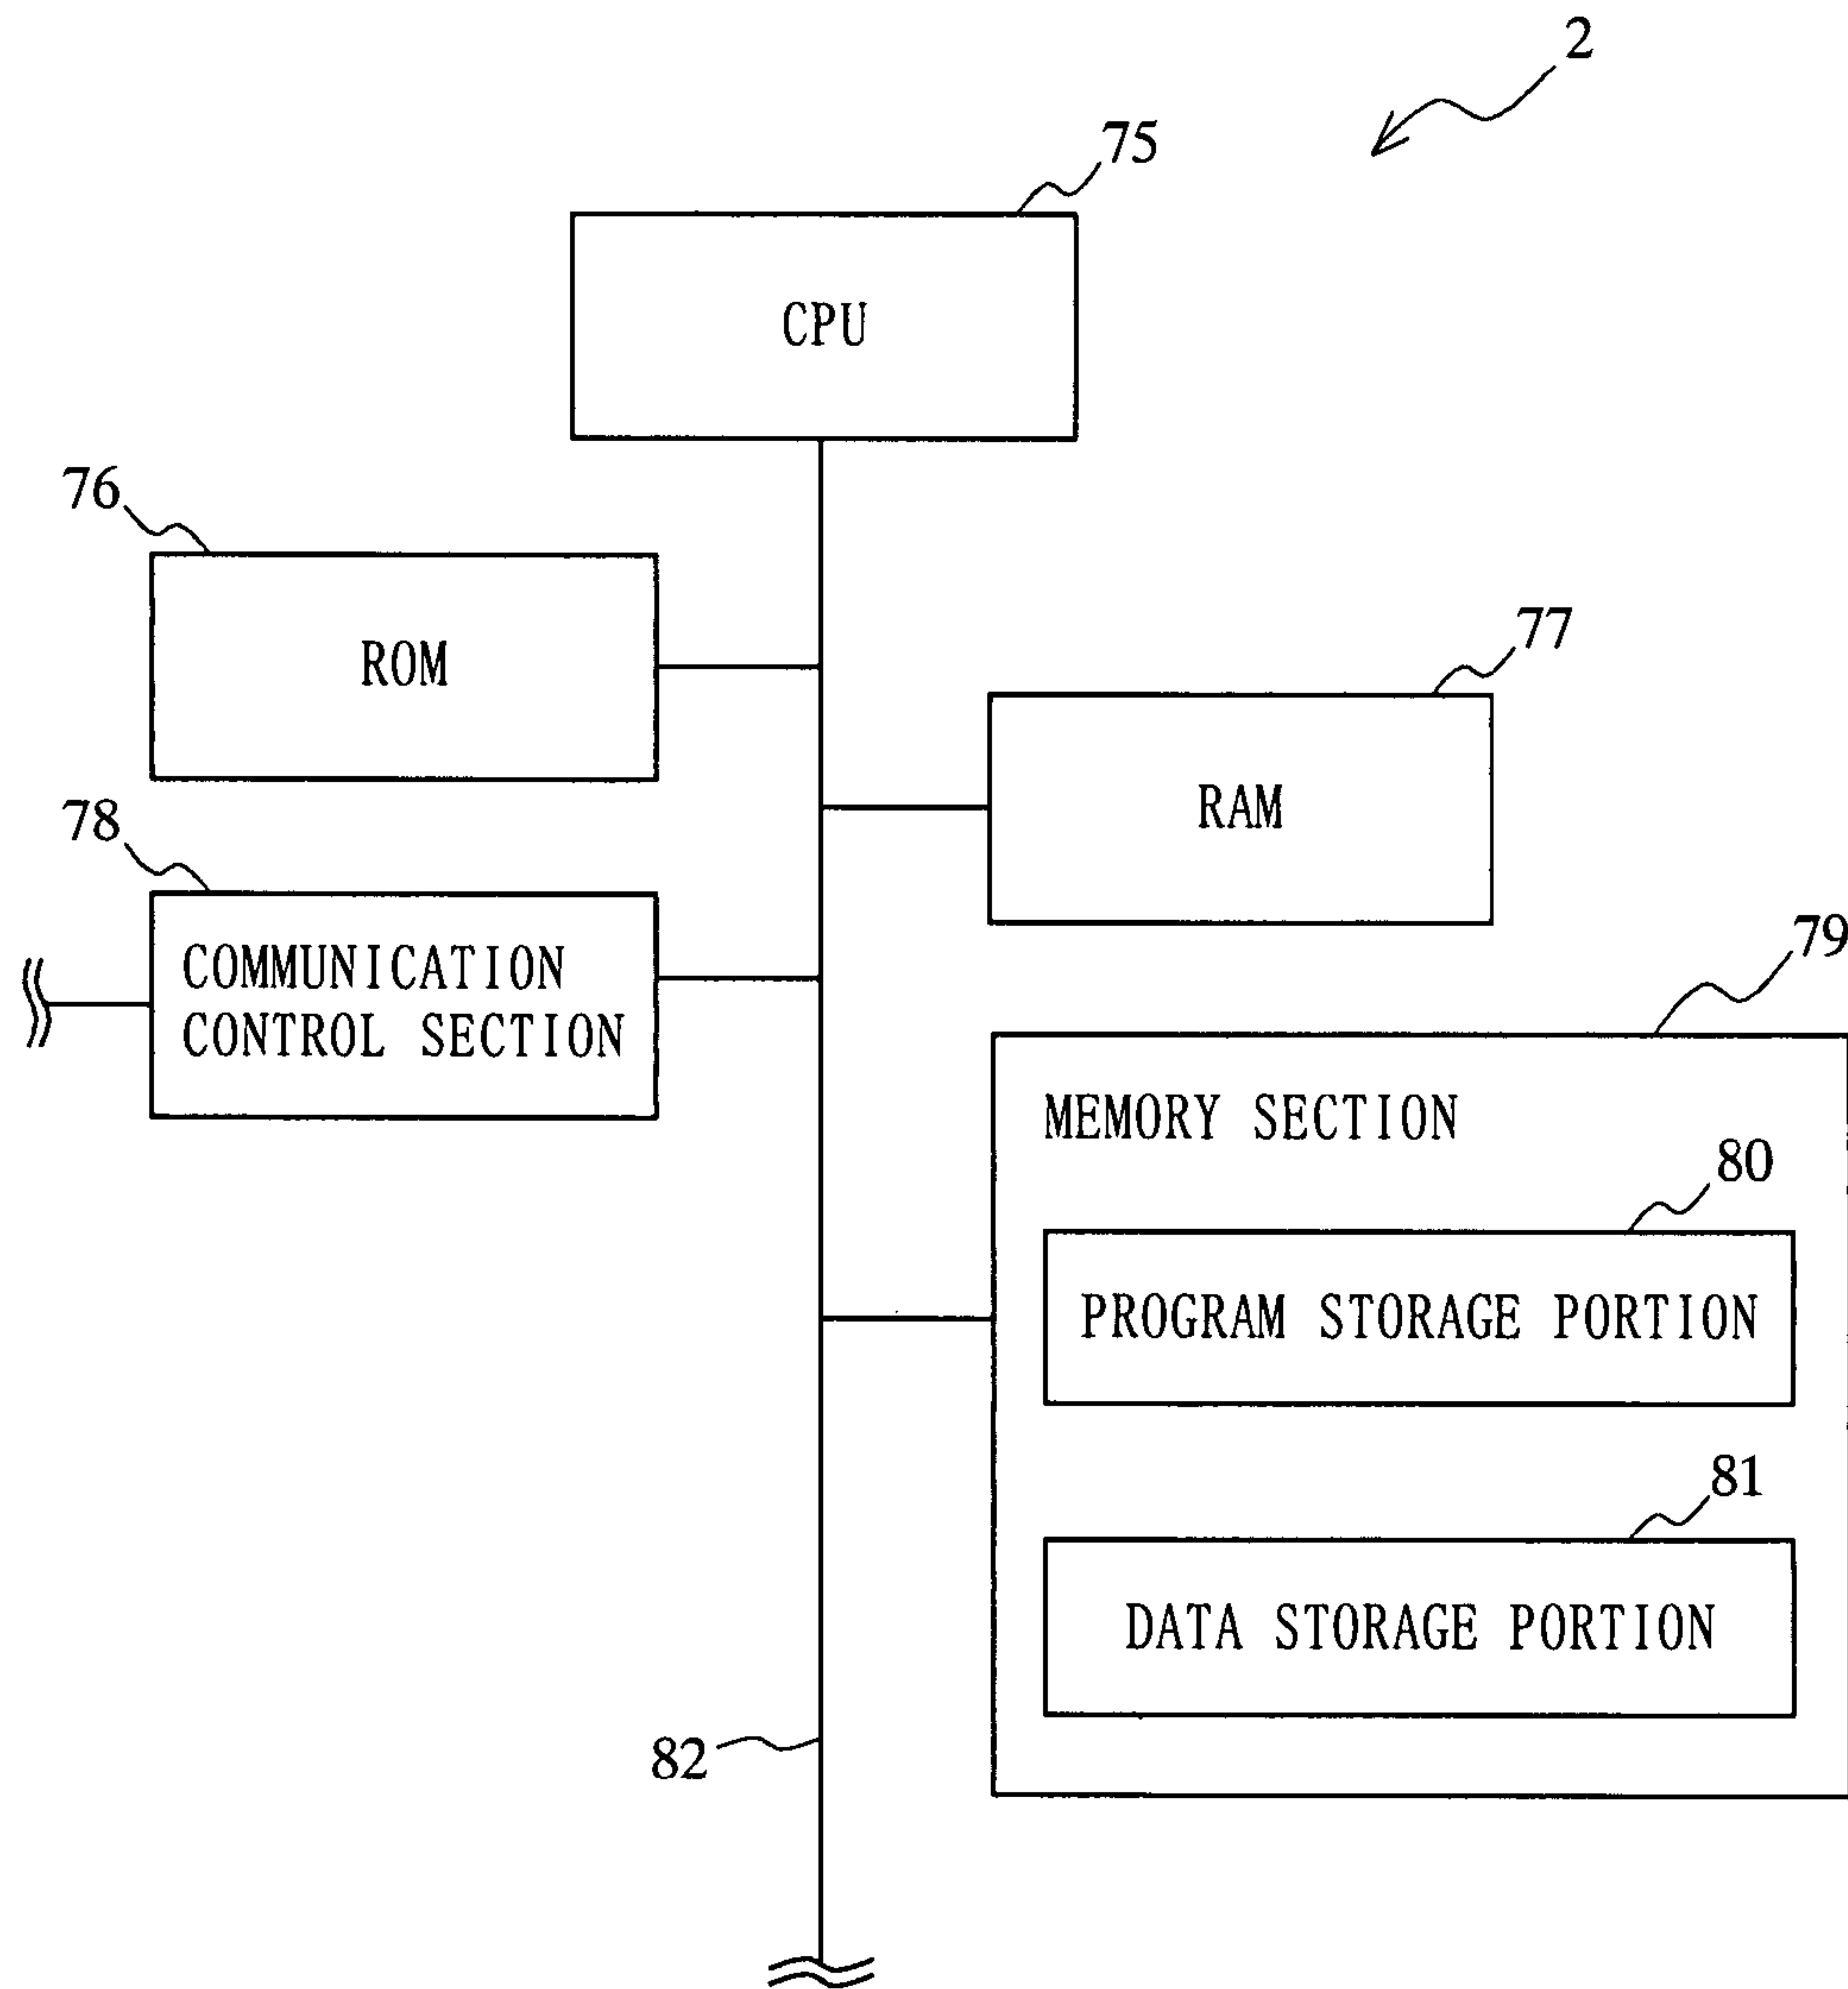 2
75
CPU
76
ROM
77
RAM
78
COMMUNICATION
CONTROL SECTION
79
MEMORY SECTION
80
PROGRAM STORAGE PORTION
81
DATA STORAGE PORTION
82